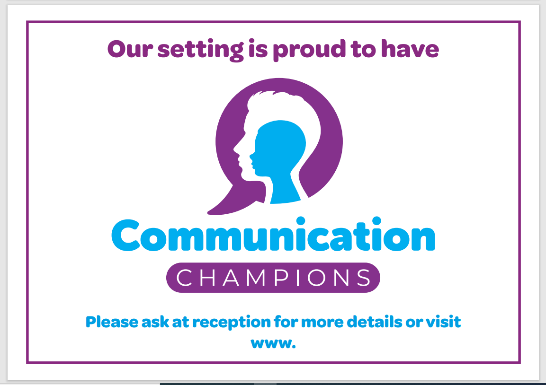 Our setting is proud to have
Communication
CHAMPIONS
Please ask at reception for more details or visit
www.